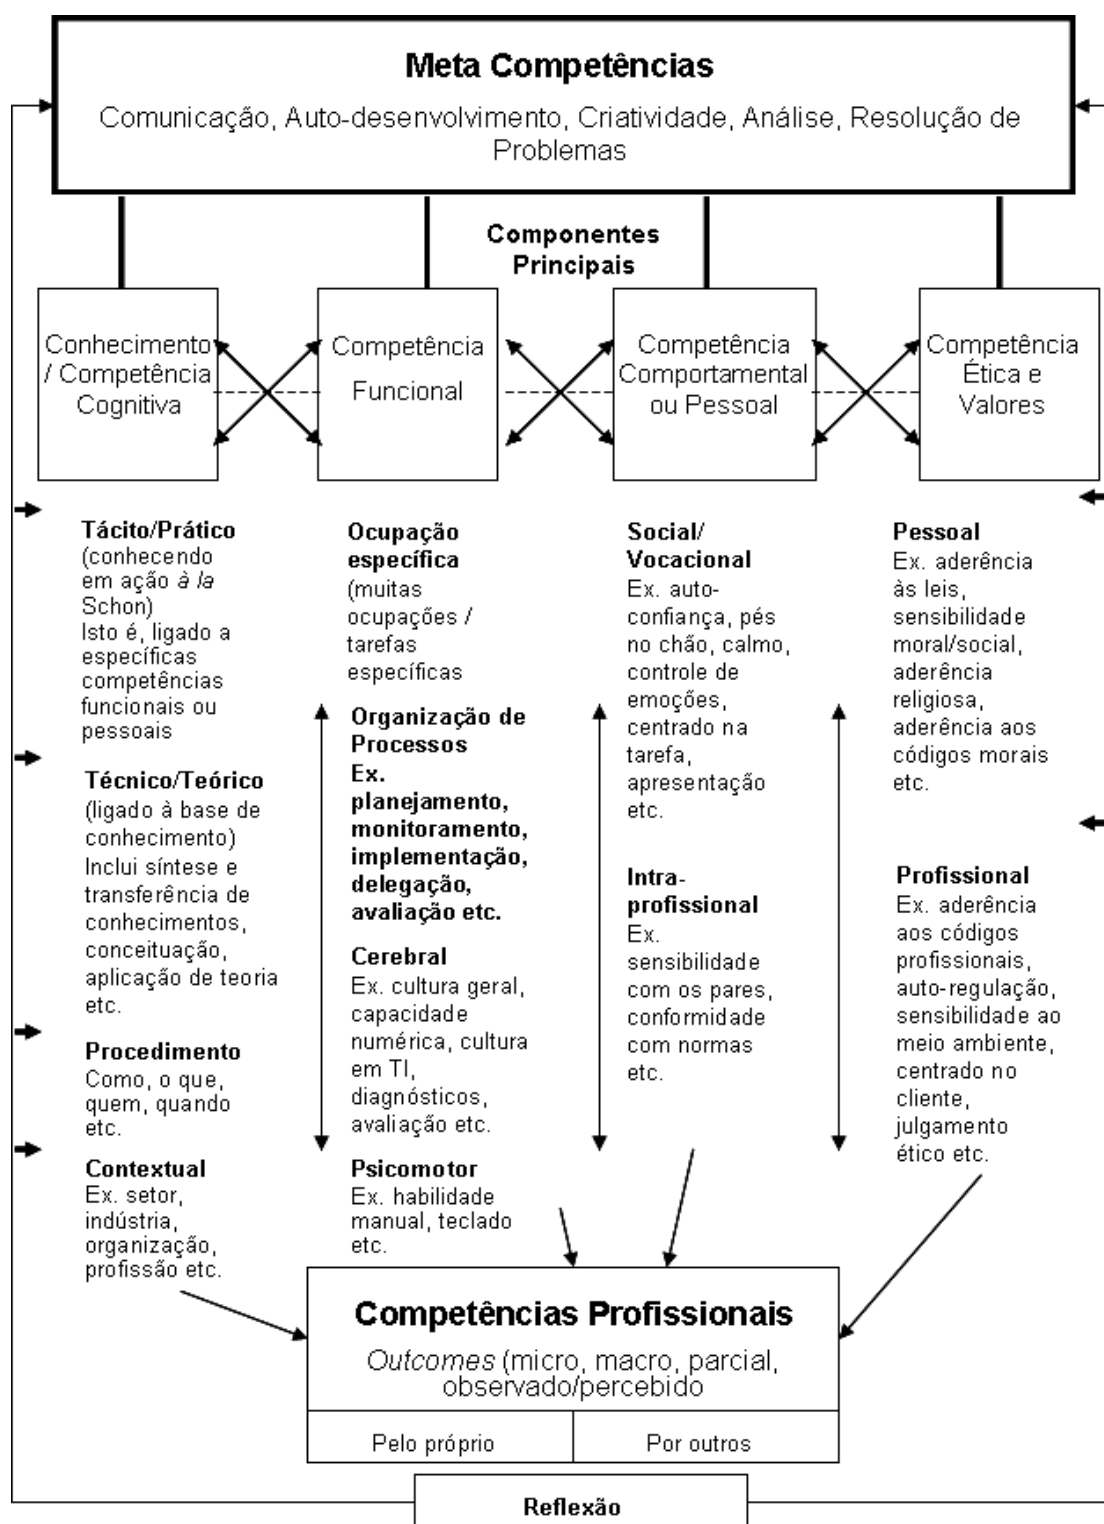 Meta Competências
Comunicação, Auto-desenvolvimento, Criatividade, Análise, Resolução de
Problemas
Componentes
Principais
Conhecimento
/ Competência
Cognitiva
Competência
Funcional
Competência
Comportamental
ou Pessoal
Competência
Ética e
Valores
Tácito/Prático
(conhecendo
em ação à la
Schon)
Isto é, ligado a
específicas
competências
funcionais ou
pessoais
Técnico/Teórico
(ligado à base de
conhecimento)
Inclui síntese e
transferência de
conhecimentos,
conceituação,
aplicação de teoria
etc.
Procedimento
Como, o que,
quem, quando
etc.
Contextual
Ex. setor,
indústria,
organização,
profissão etc.
Ocupação
específica
(muitas
ocupações /
tarefas
específicas
Organização de
Processos
Ex.
planejamento,
monitoramento,
implementação,
delegação,
avaliação etc.
Cerebral
Ex. cultura geral,
capacidade
numérica, cultura
em TI,
diagnósticos,
avaliação etc.
Psicomotor
Ex. habilidade
manual, teclado
etc.
Social/
Vocacional
Ex. auto-
confiança, pés
no chão, calmo,
controle de
emoções,
centrado na
tarefa,
apresentação
etc.
Intra-
profissional
Ex.
sensibilidade
com os pares,
conformidade
com normas
etc.
Pessoal
Ex. aderência
às leis,
sensibilidade
moral/social,
aderência
religiosa,
aderência aos
códigos morais
etc.
Profissional
Ex. aderência
aos códigos
profissionais,
auto-regulação,
sensibilidade ao
meio ambiente,
centrado no
cliente,
julgamento
ético etc.
Competências Profissionais
Outcomes (micro, macro, parcial,
observado/percebido
Pelo próprio
Por outros
Reflexão